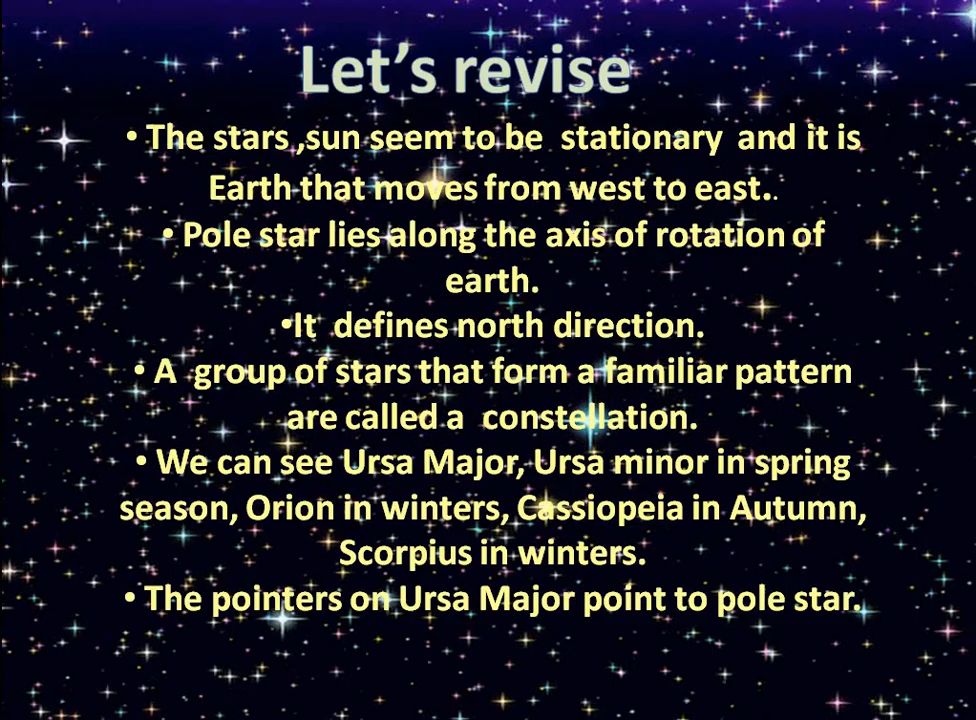 Let's revise
• The stars ,sun seem to be stationary and it is
Earth that moves from west to east..
• Pole star lies along the axis of rotation of
earth.
•It defines north direction.
• A group of stars that form a familiar pattern
are called a constellation.
• We can see Ursa Major, Ursa minor in spring
season, Orion in winters, Cassiopeia in Autumn,
Scorpius in winters.
• The pointers on Ursa Major point to pole star.